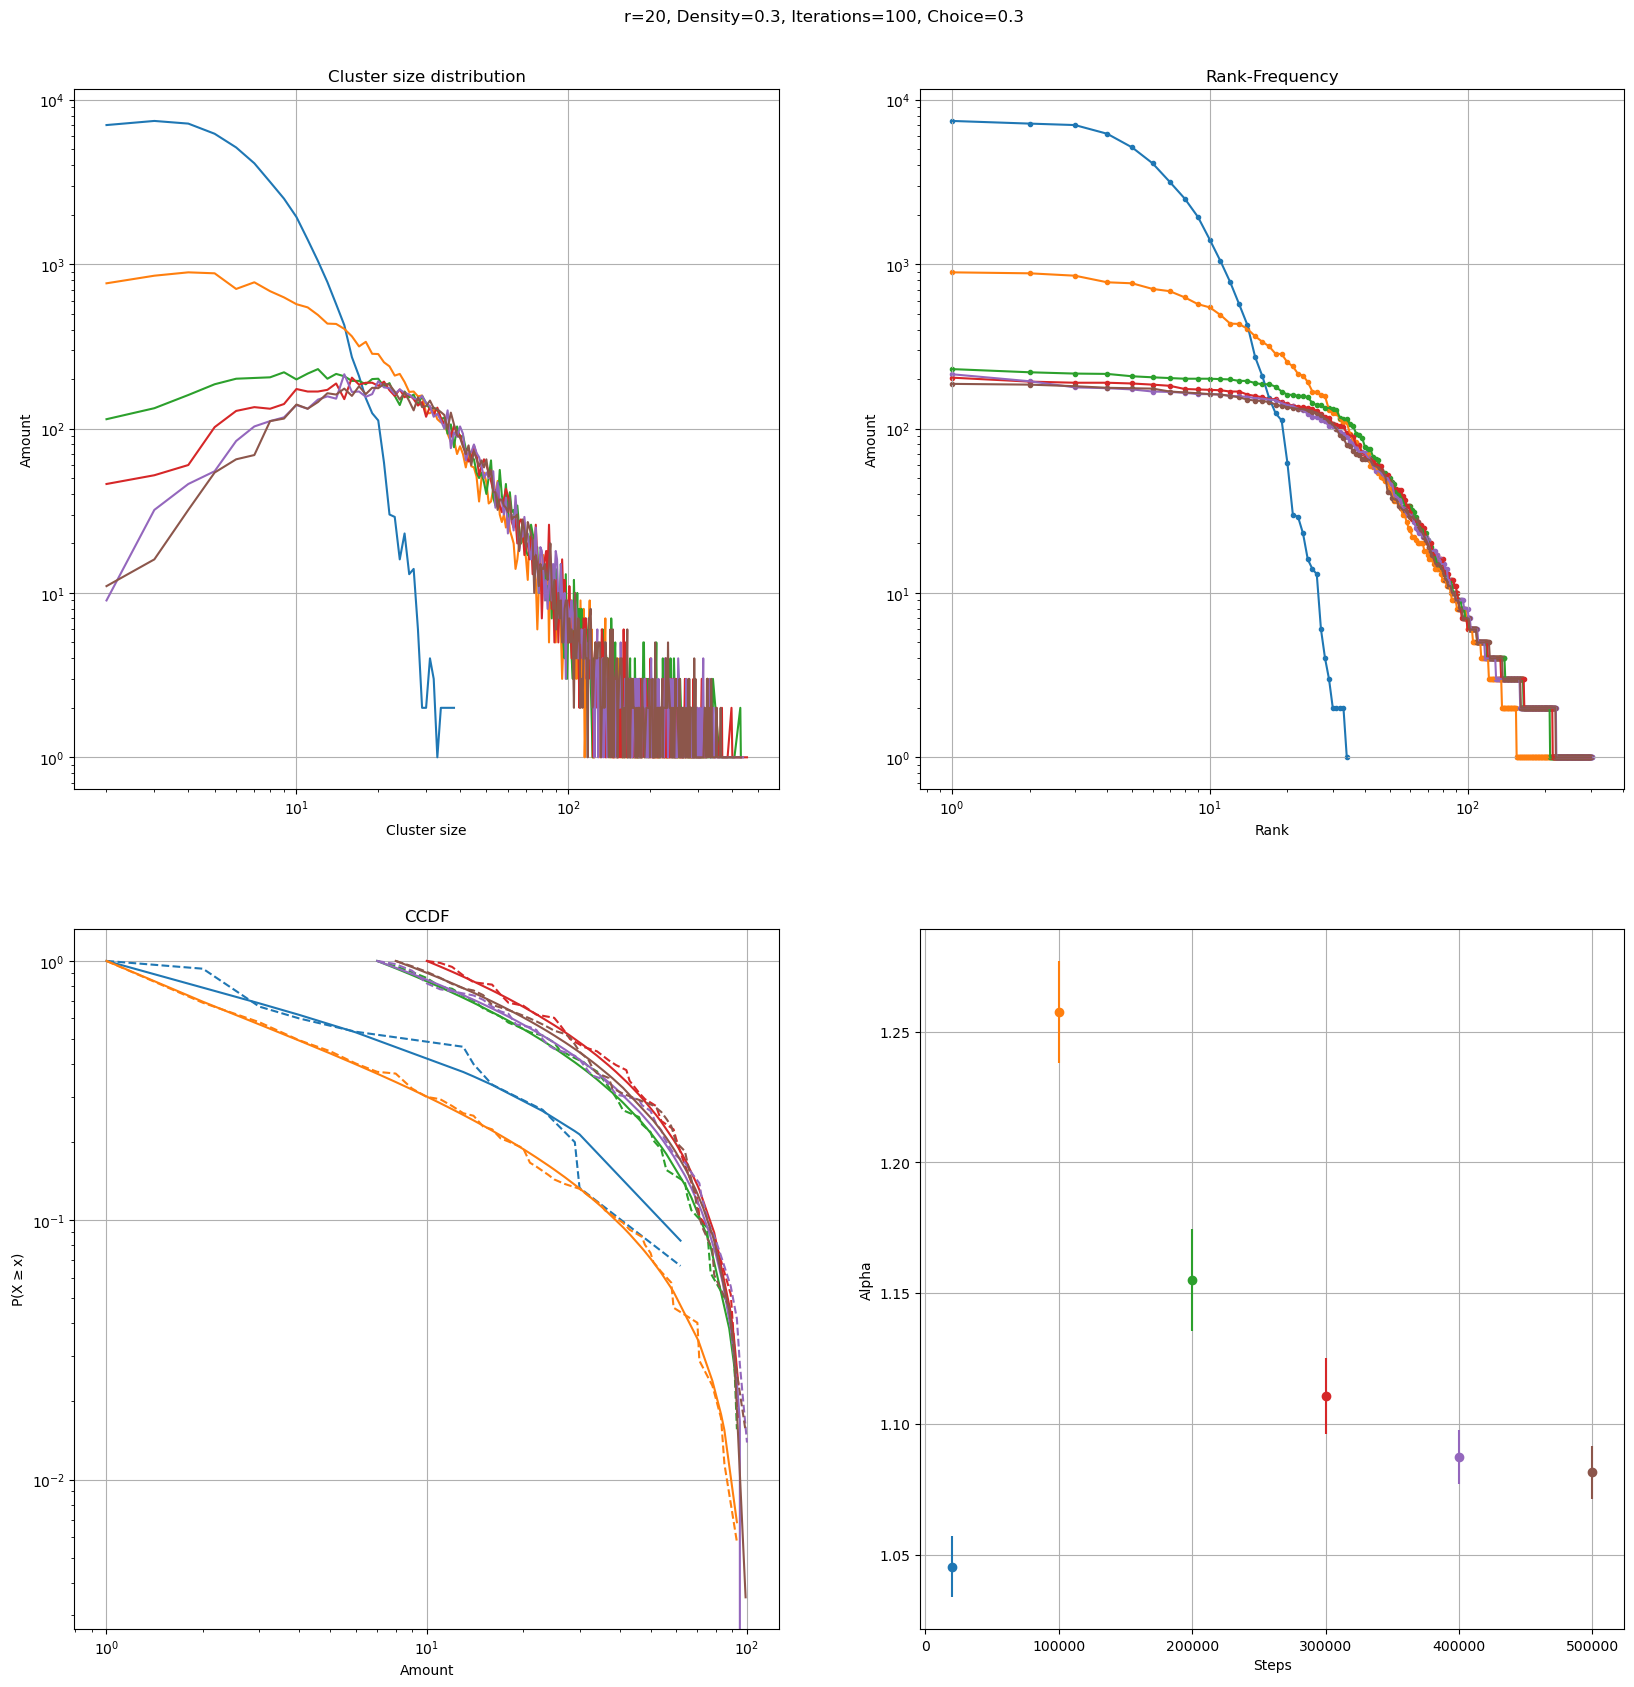 r=20, Density=0.3, Iterations=100, Choice=0.3
Cluster size distribution
Amount
10⁴
10³
10²
10¹
10⁰
10¹
10²
Cluster size
Rank-Frequency
Amount
10⁴
10³
10²
10¹
10⁰
10⁰
10¹
10²
Rank
CCDF
P(X ≥ x)
10⁰
10⁻¹
10⁻²
10⁰
10¹
10²
Amount
Alpha
1.25
1.20
1.15
1.10
1.05
0
100000
200000
300000
400000
500000
Steps